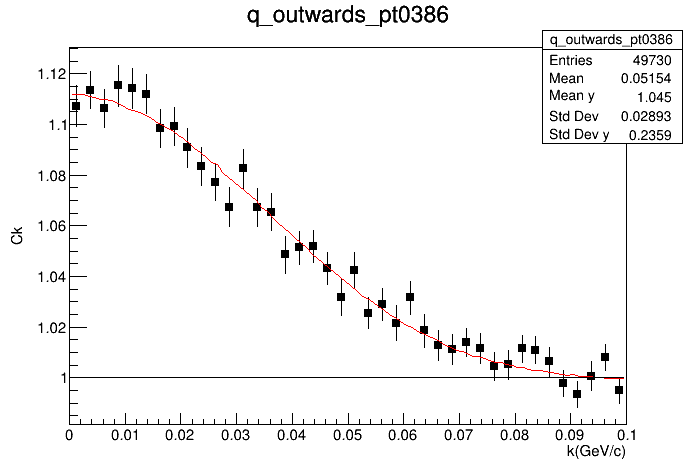 q_outwards_pt0386
q_outwards_pt0386
Entries 49730
Mean 0.05154
Mean y 1.045
Std Dev 0.02893
Std Dev y 0.2359
Ck
1.12
1.1
1.08
1.06
1.04
1.02
1
0 0.01 0.02 0.03 0.04 0.05 0.06 0.07 0.08 0.09 0.1
k(GeV/c)